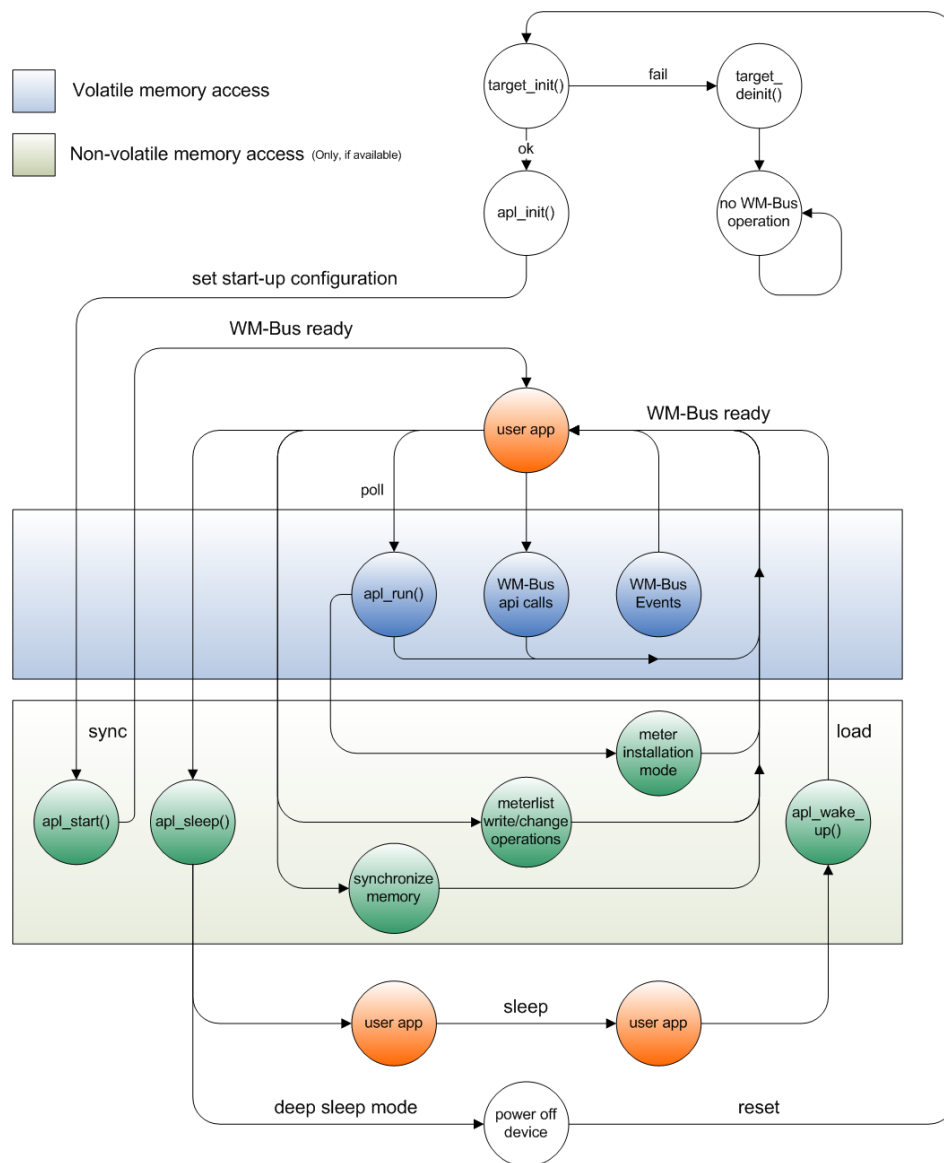 target_init()
fail
target_
deinit()
Volatile memory access
Non-volatile memory access (Only, if available)
ok
apl_init()
no WM-Bus
operation
set start-up configuration
WM-Bus ready
user app
WM-Bus ready
poll
apl_run()
WM-Bus
api calls
WM-Bus
Events
sync
meter
installation
mode
load
apl_start()
apl_sleep()
meterlist
write/change
operations
apl_wake_
up()
synchronize
memory
user app
sleep
user app
deep sleep mode
power off
device
reset